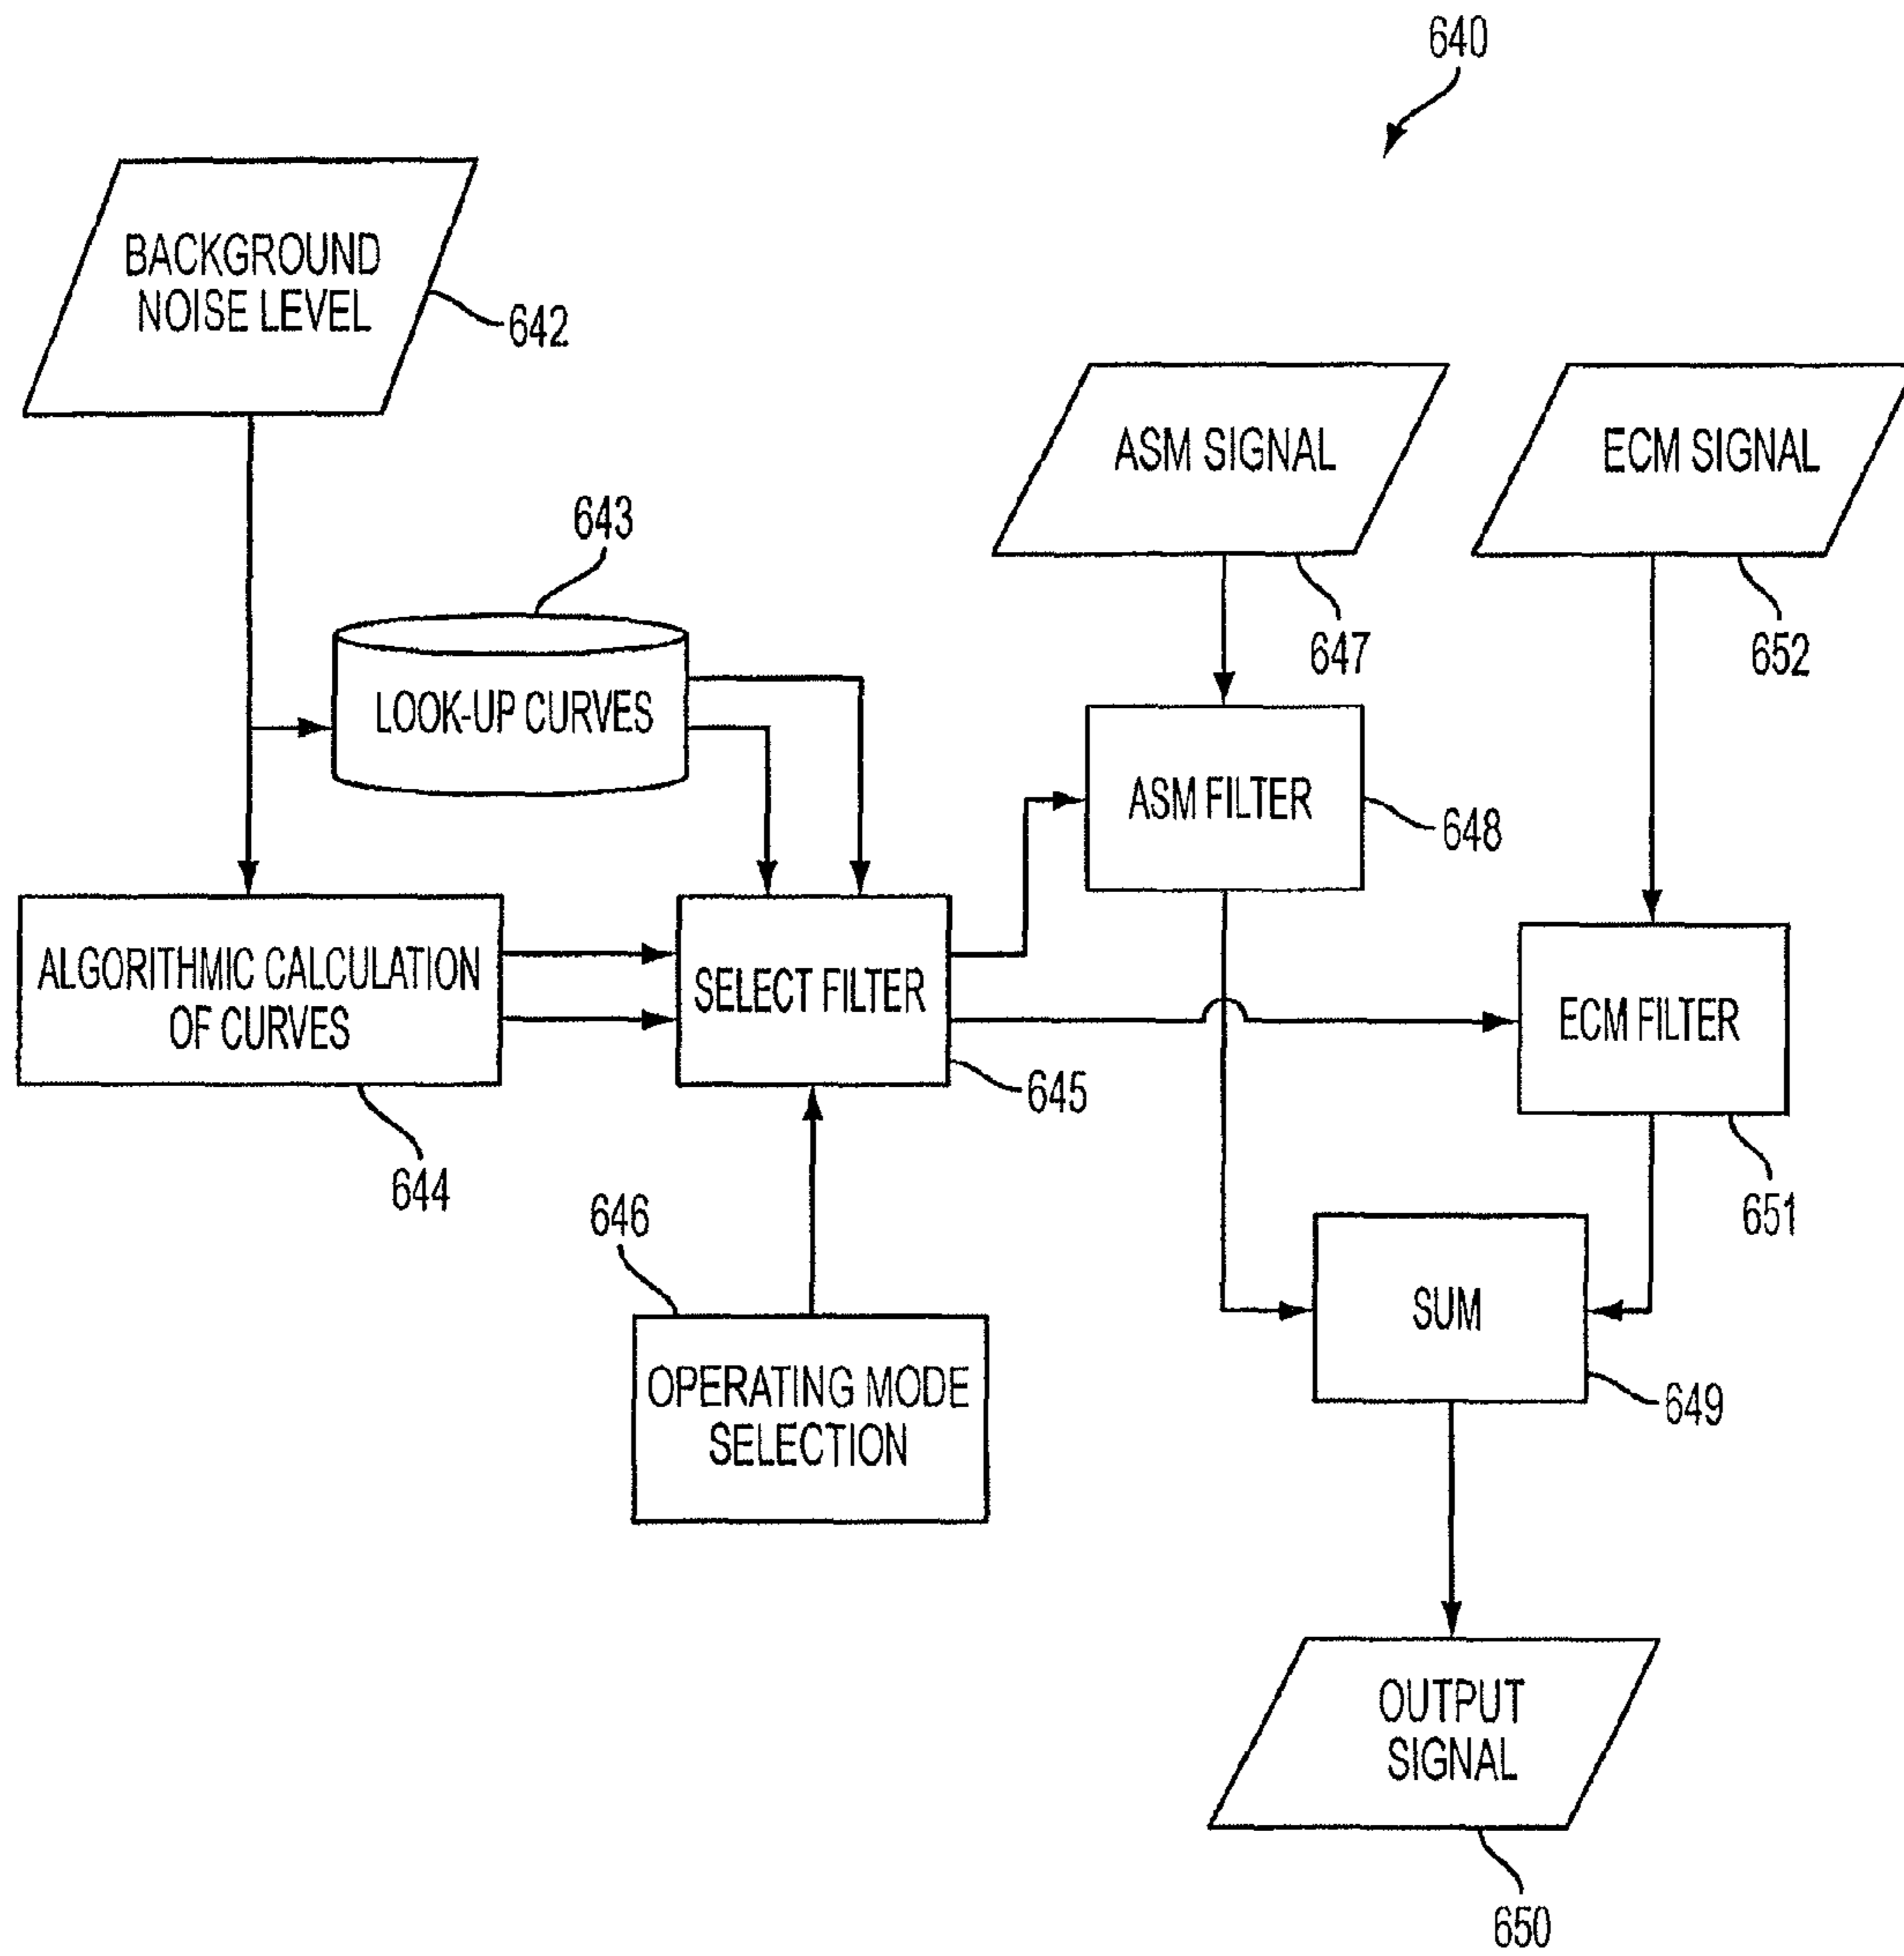 640
BACKGROUND
NOISE LEVEL
642
ASM SIGNAL
647
ECM SIGNAL
652
643
LOOK-UP CURVES
ASM FILTER
648
ALGORITHMIC CALCULATION
OF CURVES
644
SELECT FILTER
645
ECM FILTER
651
646
OPERATING MODE
SELECTION
SUM
649
OUTPUT
SIGNAL
650